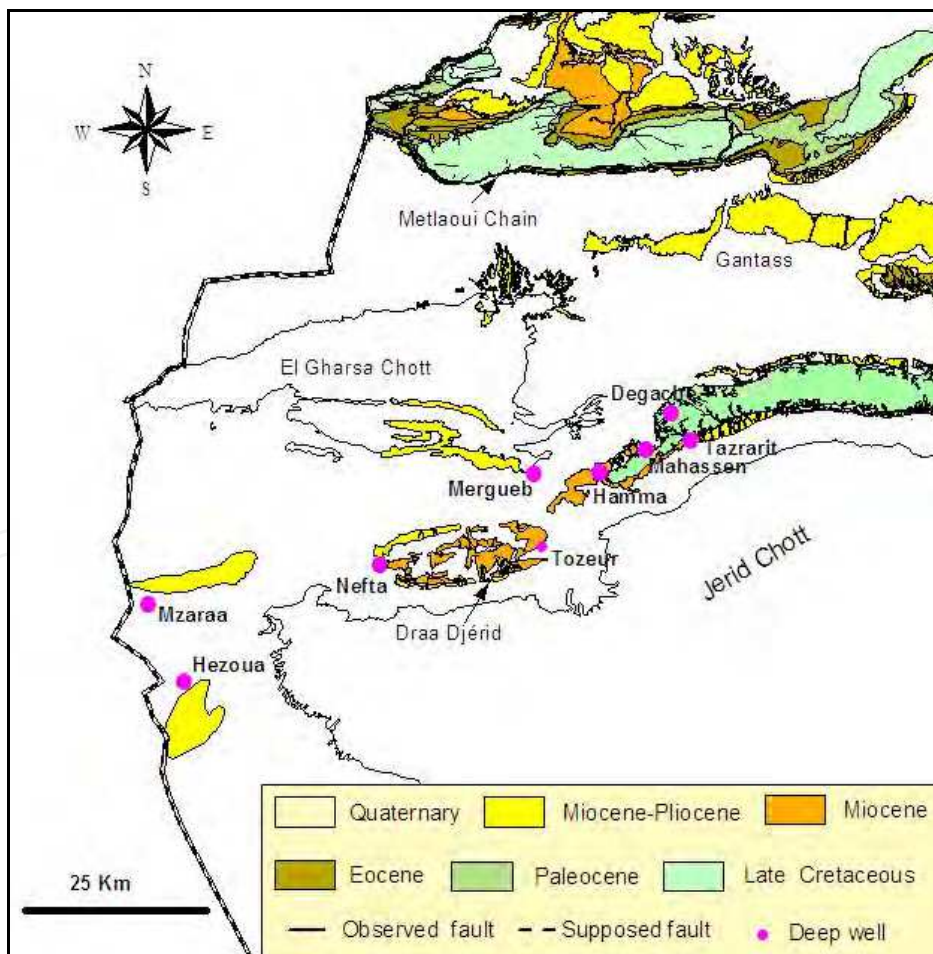 N
W E
S
Metlaoui Chain
Gantass
El Gharsa Chott
Degache
Tazrarit
Mahassen
Mergueb
Hamma
Jerid Chott
Tozeur
Nefta
Draa Djérid
Mzaraa
Hezoua
Quaternary Miocene-Pliocene Miocene
Eocene Paleocene Late Cretaceous
Observed fault Supposed fault Deep well
25 Km